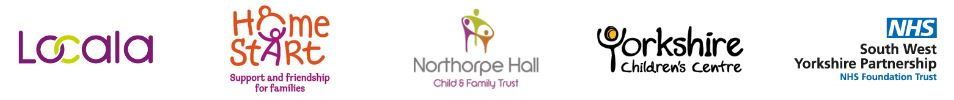 Locala
HOME
StARt
Support and friendship
for families
Northorpe Hall
Child & Family Trust
Yorkshire
Children's Centre
NHS
South West
Yorkshire Partnership
NHS Foundation Trust